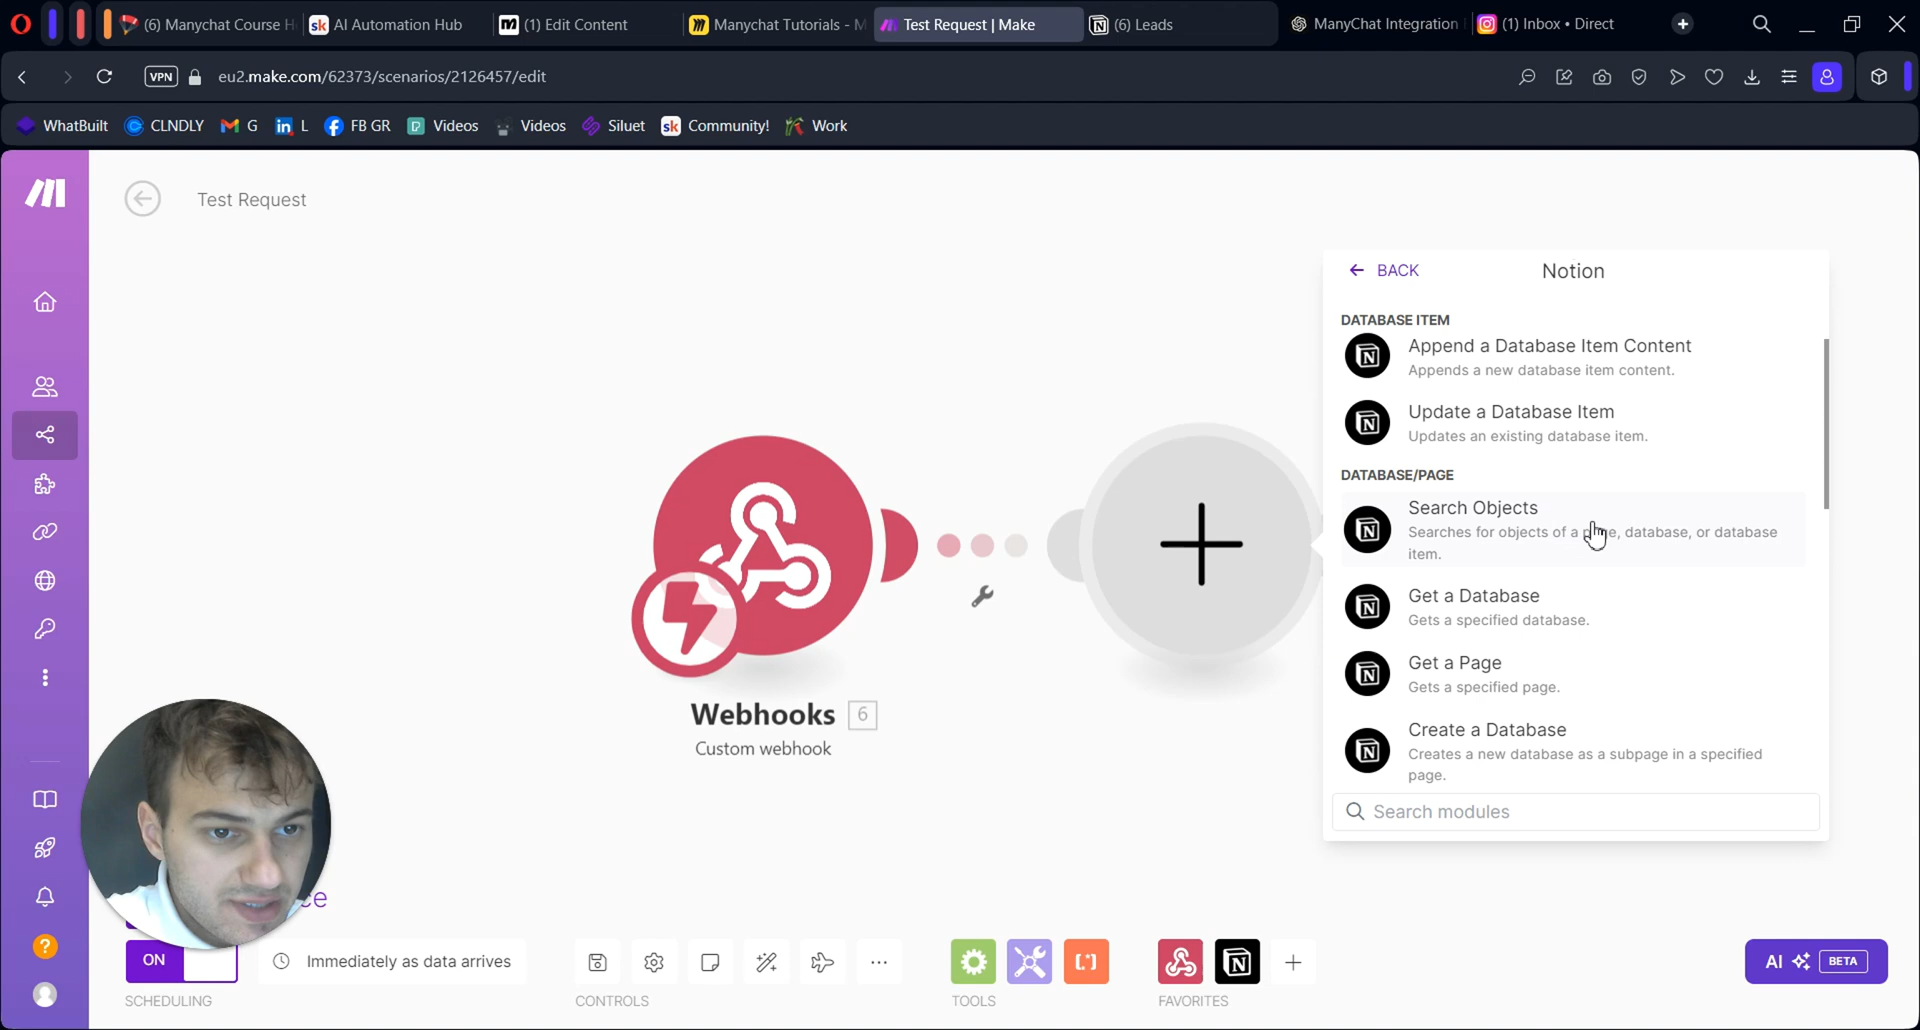 (6) Manychat Course H
AI Automation Hub
(1) Edit Content
Manychat Tutorials - M
Test Request | Make
(6) Leads
ManyChat Integration
(1) Inbox • Direct
VPN
eu2.make.com/62373/scenarios/2126457/edit
WhatBuilt
CLNDLY
G
L
FB GR
Videos
Videos
Siluet
Community!
Work
Test Request
BACK
Notion
DATABASE ITEM
Append a Database Item Content
Appends a new database item content.
Update a Database Item
Updates an existing database item.
DATABASE/PAGE
Search Objects
Searches for objects of a page, database, or database
item.
Get a Database
Gets a specified database.
Get a Page
Gets a specified page.
Create a Database
Creates a new database as a subpage in a specified
page.
Search modules
Webhooks 6
Custom webhook
ce
ON
Immediately as data arrives
SCHEDULING
CONTROLS
TOOLS
FAVORITES
AI BETA